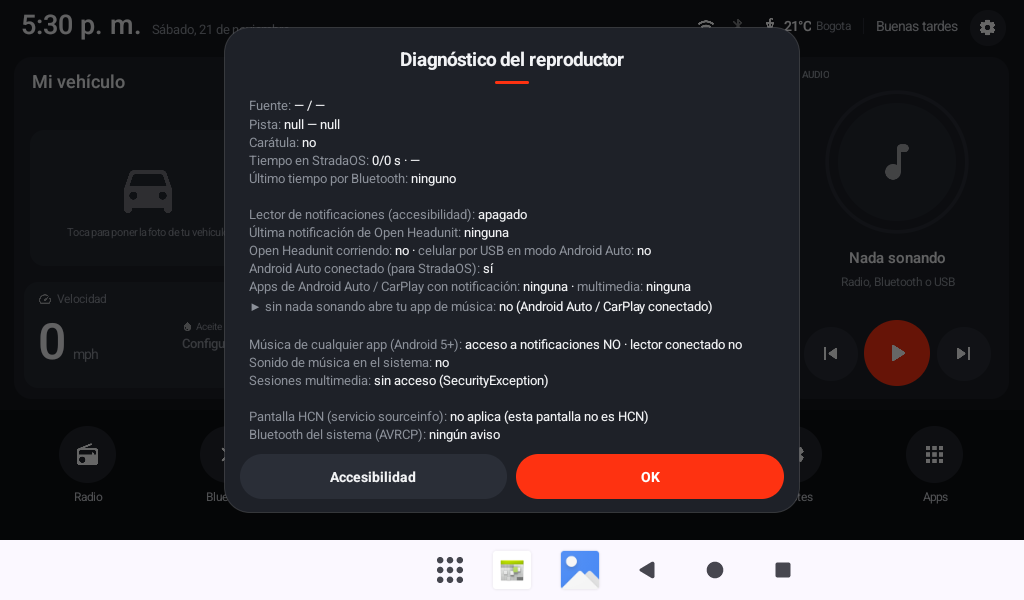 5:30 p. m.
Sábado, 21 de noviembre
21°C Bogota
Buenas tardes
Mi vehículo
AUDIO
Diagnóstico del reproductor
Fuente: — / —
Pista: null — null
Carátula: no
Tiempo en StradaOS: 0/0 s · —
Último tiempo por Bluetooth: ninguno
Lector de notificaciones (accesibilidad): apagado
Última notificación de Open Headunit: ninguna
Open Headunit corriendo: no · celular por USB en modo Android Auto: no
Android Auto conectado (para StradaOS): sí
Apps de Android Auto / CarPlay con notificación: ninguna · multimedia: ninguna
► sin nada sonando abre tu app de música: no (Android Auto / CarPlay conectado)
Música de cualquier app (Android 5+): acceso a notificaciones NO · lector conectado no
Sonido de música en el sistema: no
Sesiones multimedia: sin acceso (SecurityException)
Pantalla HCN (servicio sourceinfo): no aplica (esta pantalla no es HCN)
Bluetooth del sistema (AVRCP): ningún aviso
Accesibilidad
OK
Toca para poner la foto de tu vehículo
Velocidad
0 mph
Aceite
Configu
Nada sonando
Radio, Bluetooth o USB
Radio
Blue
tes
Apps